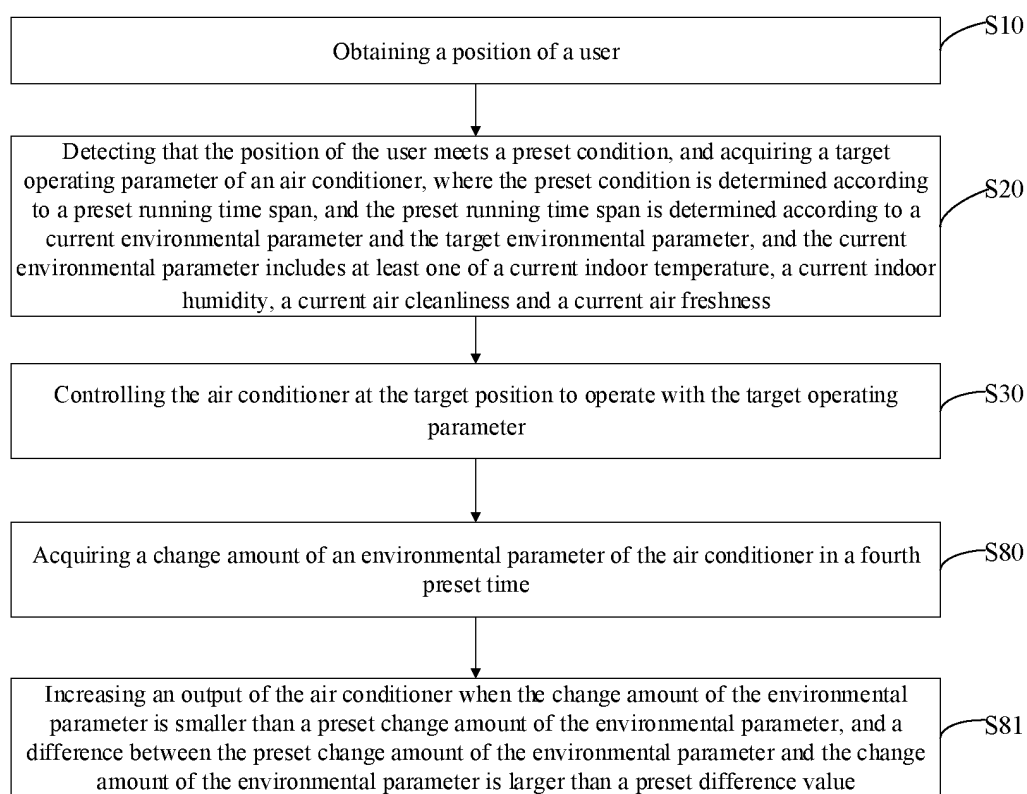 Obtaining a position of a user
S10
Detecting that the position of the user meets a preset condition, and acquiring a target
operating parameter of an air conditioner, where the preset condition is determined according
to a preset running time span, and the preset running time span is determined according to a
current environmental parameter and the target environmental parameter, and the current
environmental parameter includes at least one of a current indoor temperature, a current indoor
humidity, a current air cleanliness and a current air freshness
S20
Controlling the air conditioner at the target position to operate with the target operating
parameter
S30
Acquiring a change amount of an environmental parameter of the air conditioner in a fourth
preset time
S80
Increasing an output of the air conditioner when the change amount of the environmental
parameter is smaller than a preset change amount of the environmental parameter, and a
difference between the preset change amount of the environmental parameter and the change
amount of the environmental parameter is larger than a preset difference value
S81